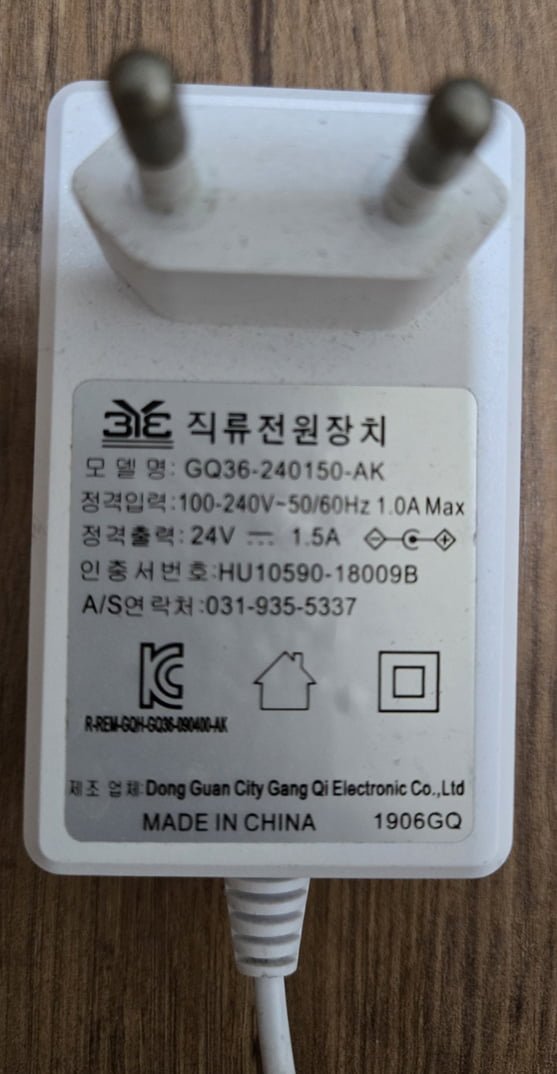 직류전원장치
모델명: GQ36-240150-AK
정격입력:100-240V~50/60Hz 1.0A Max
정격출력: 24V ⎓ 1.5A
인증서번호:HU10590-18009B
A/S연락처:031-935-5337
R-REM-GQH-GQ36-090400-AK
제조 업체:Dong Guan City Gang Qi Electronic Co.,Ltd
MADE IN CHINA 1906GQ